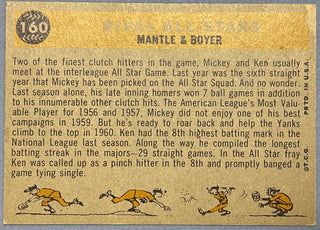 160
RIVAL ALL-STARS
MANTLE & BOYER
Two of the finest clutch hitters in the game, Mickey and Ken usually
meet at the interleague All Star Game. Last year was the sixth straight
year that Mickey has been picked on the All Star Squad. And no wonder.
Last season alone, his late inning homers won 7 ball games in addition
to his innumerable other clutch hits. The American League's Most Valu-
able Player for 1956 and 1957, Mickey did not enjoy one of his best
campaigns in 1959. But he's ready to roar back and help the Yanks
climb to the top in 1960. Ken had the 8th highest batting mark in the
National League last season. Along the way he compiled the longest
batting streak in the majors—29 straight games. In the All Star fray
Ken was called up as a pinch hitter in the 8th and promptly banged a
game tying single.
©T.C.G. PRTD. IN U.S.A.